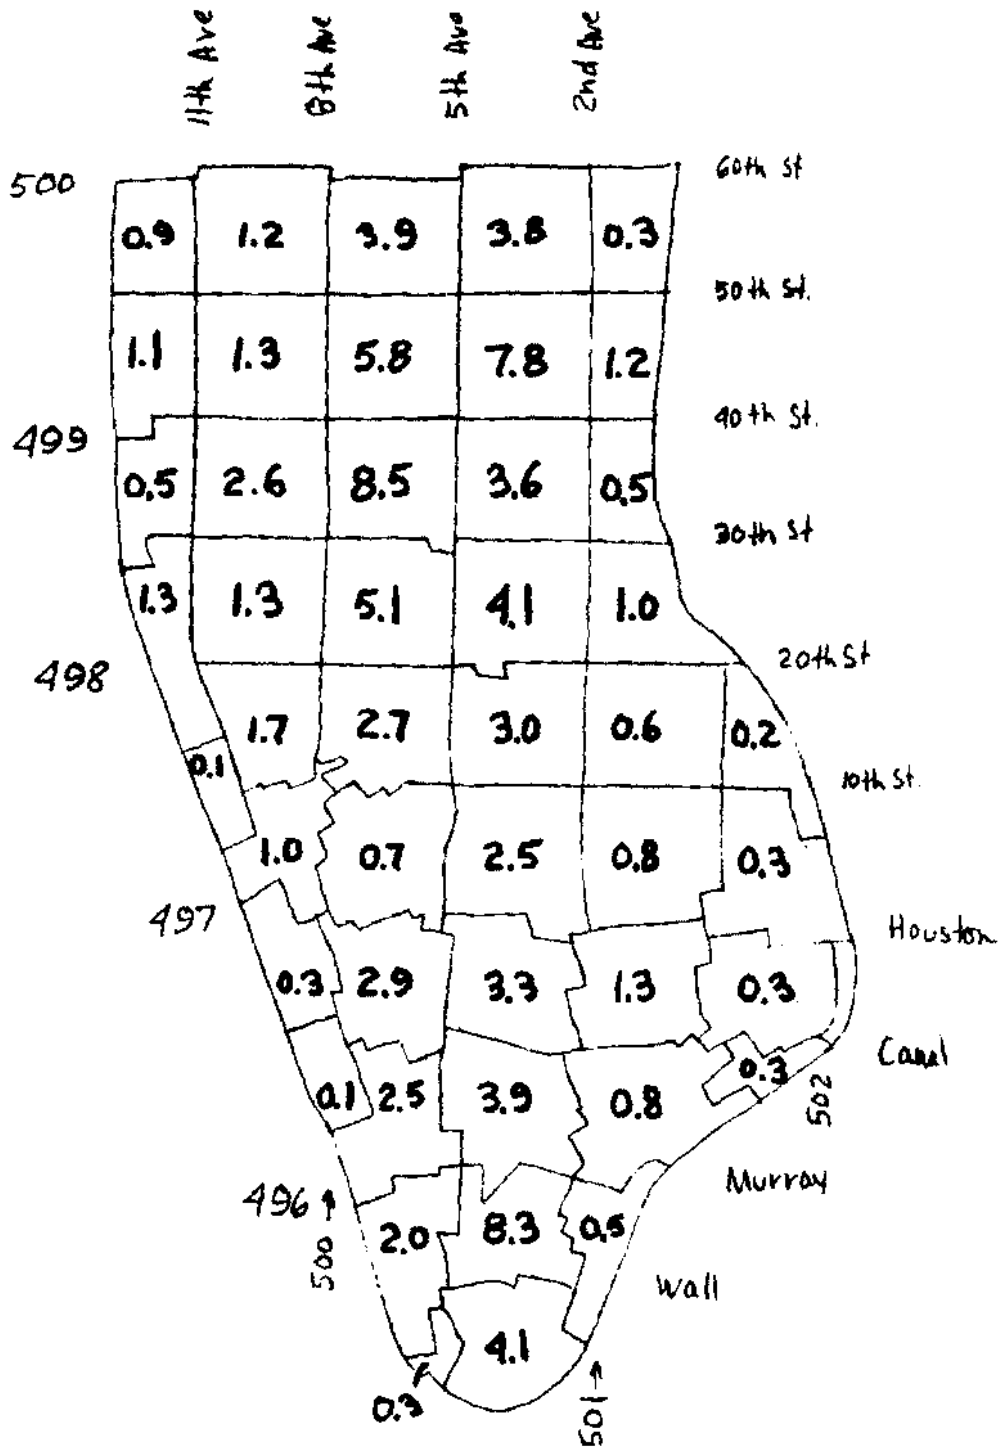 11th Ave 8th Ave 5th Ave 2nd Ave
500 60th St
0.9 1.2 3.9 3.8 0.3
50th St.
1.1 1.3 5.8 7.8 1.2
40th St.
499
0.5 2.6 8.5 3.6 0.5
30th St
1.3 1.3 5.1 4.1 1.0
498 20th St
1.7 2.7 3.0 0.6 0.2
0.1 10th St.
1.0 0.7 2.5 0.8 0.3
497 Houston
0.3 2.9 3.3 1.3 0.3
Canal
0.1 2.5 3.9 0.8 0.3 502
Murray
496 500
2.0 8.3 0.5
Wall
4.1
0.3 501